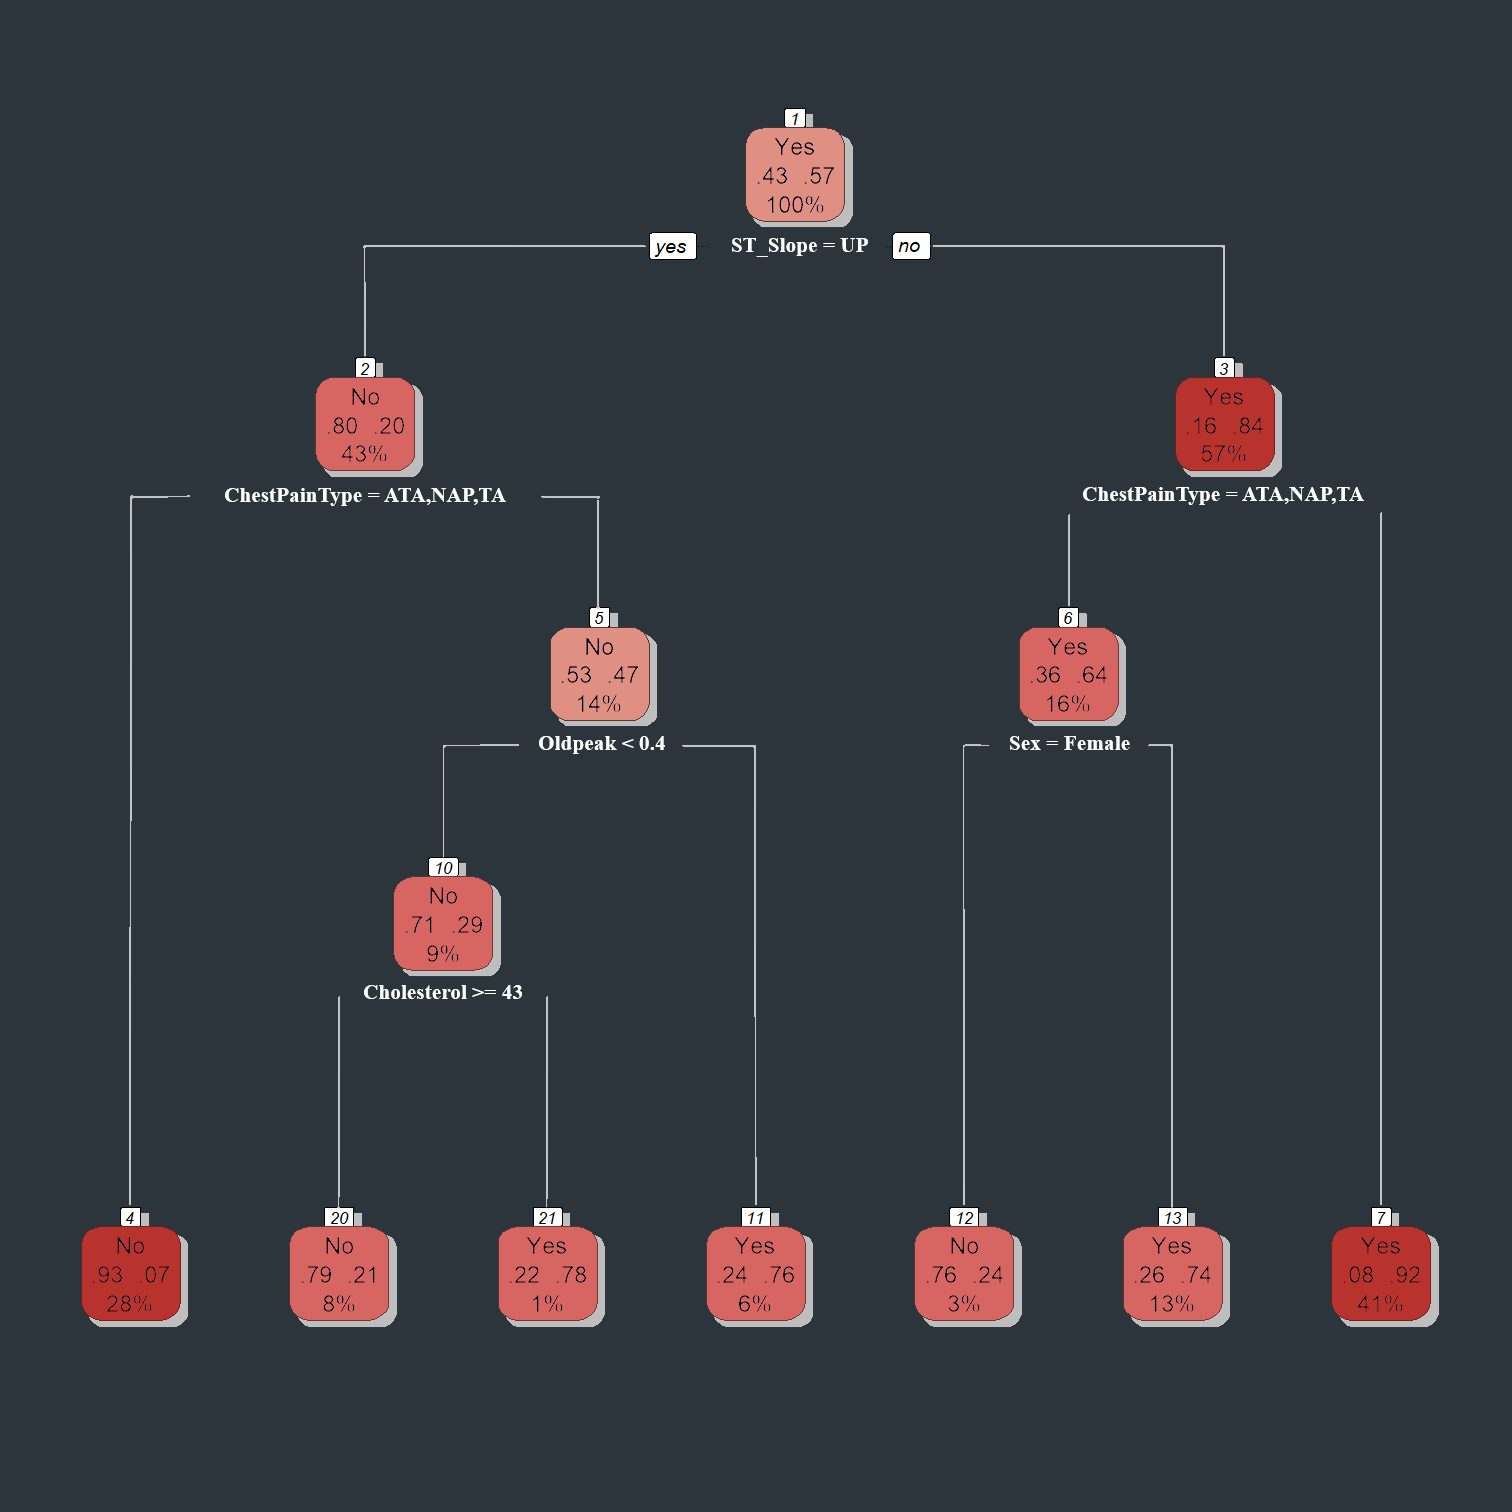 1
Yes
.43 .57
100%
yes ST_Slope = UP no
2
No
.80 .20
43%
3
Yes
.16 .84
57%
ChestPainType = ATA,NAP,TA
ChestPainType = ATA,NAP,TA
5
No
.53 .47
14%
6
Yes
.36 .64
16%
Oldpeak < 0.4
Sex = Female
10
No
.71 .29
9%
Cholesterol >= 43
4
No
.93 .07
28%
20
No
.79 .21
8%
21
Yes
.22 .78
1%
11
Yes
.24 .76
6%
12
No
.76 .24
3%
13
Yes
.26 .74
13%
7
Yes
.08 .92
41%